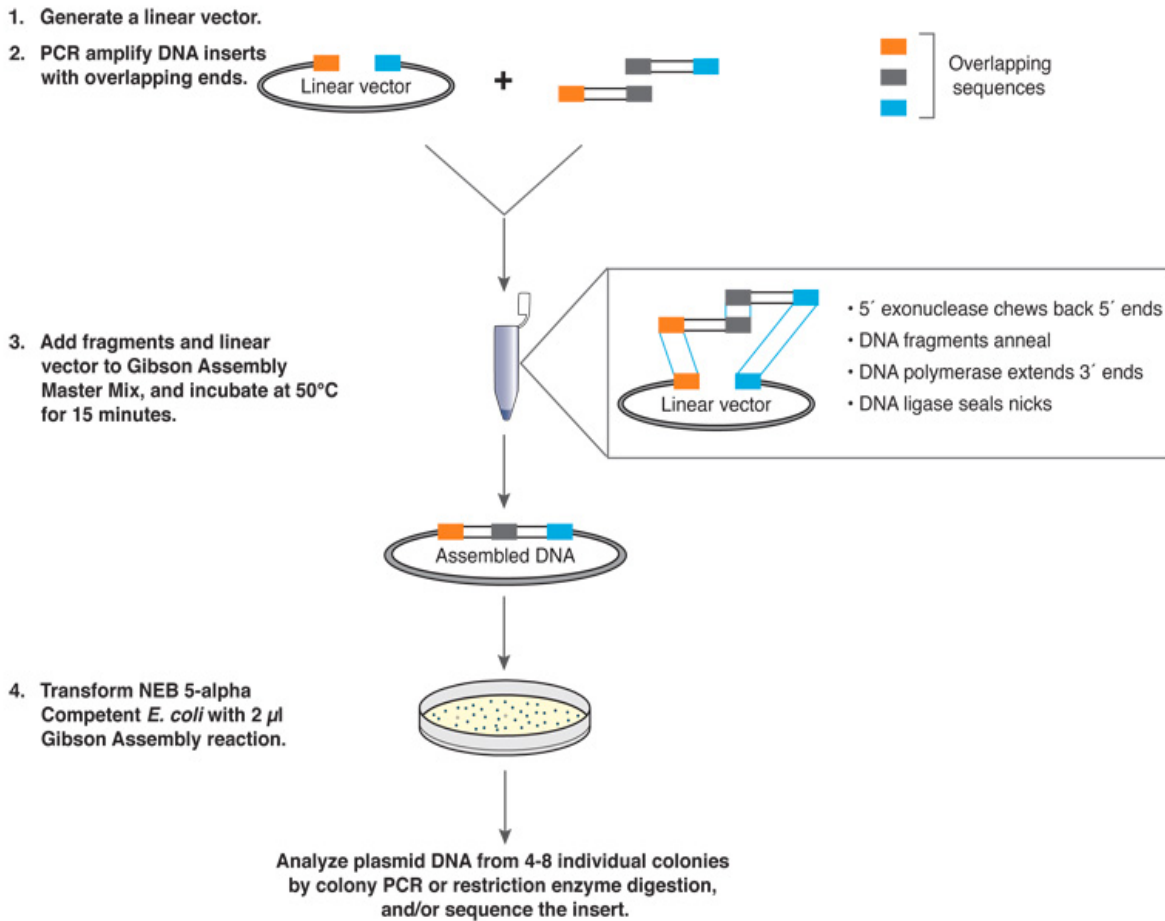 1. Generate a linear vector.
2. PCR amplify DNA inserts
with overlapping ends.
Linear vector
+
Overlapping
sequences
3. Add fragments and linear
vector to Gibson Assembly
Master Mix, and incubate at 50°C
for 15 minutes.
Linear vector
• 5´ exonuclease chews back 5´ ends
• DNA fragments anneal
• DNA polymerase extends 3´ ends
• DNA ligase seals nicks
Assembled DNA
4. Transform NEB 5-alpha
Competent E. coli with 2 µl
Gibson Assembly reaction.
Analyze plasmid DNA from 4-8 individual colonies
by colony PCR or restriction enzyme digestion,
and/or sequence the insert.